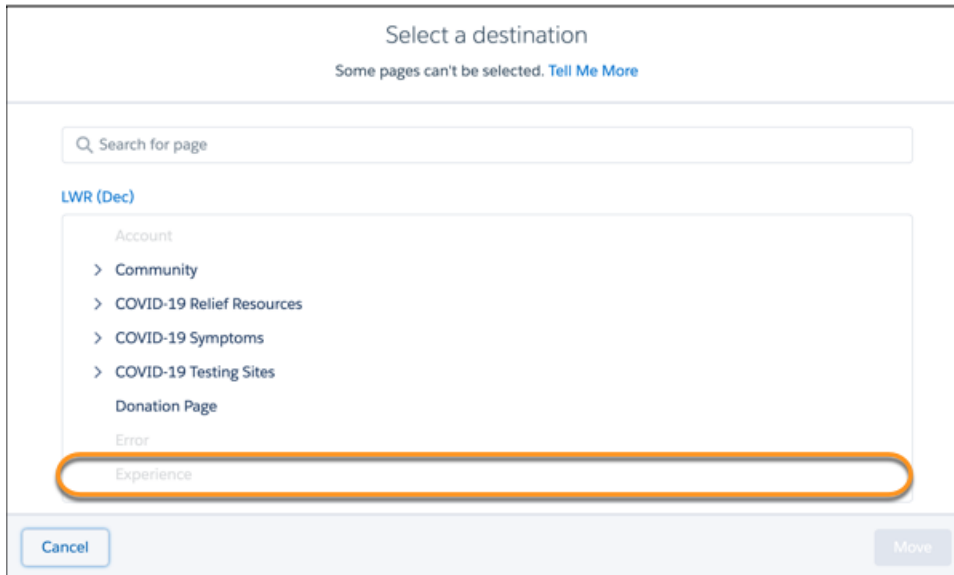 Select a destination
Some pages can't be selected. Tell Me More
Search for page
LWR (Dec)
Account
Community
COVID-19 Relief Resources
COVID-19 Symptoms
COVID-19 Testing Sites
Donation Page
Error
Experience
Cancel
Move